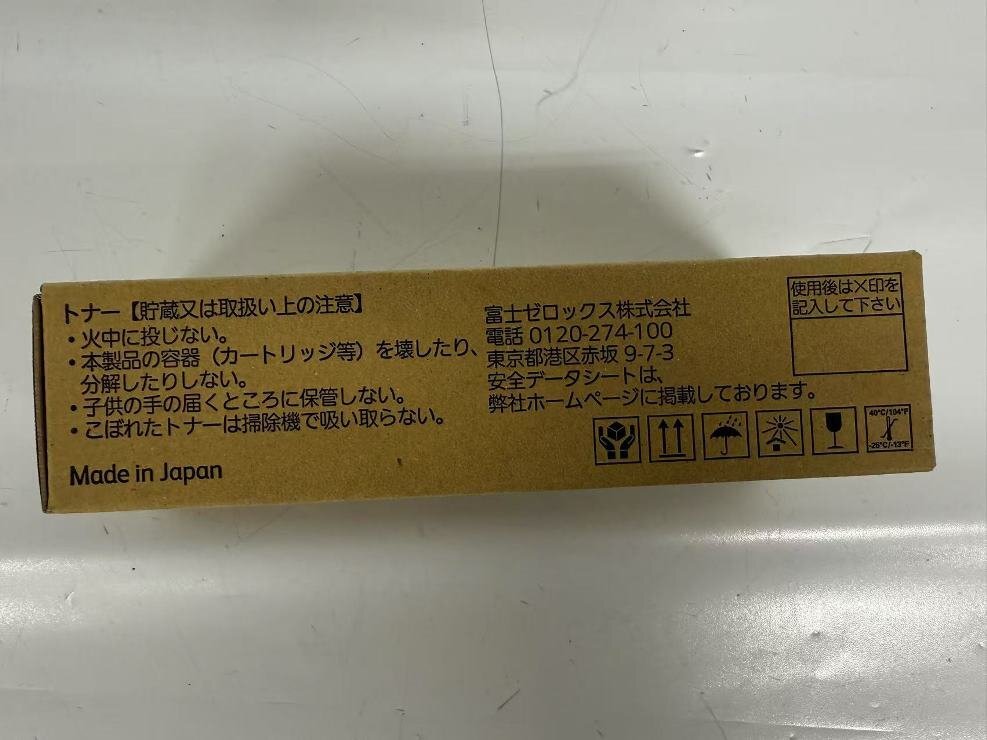 トナー【貯蔵又は取扱い上の注意】
・火中に投じない。
・本製品の容器（カートリッジ等）を壊したり、
分解したりしない。
・子供の手の届くところに保管しない。
・こぼれたトナーは掃除機で吸い取らない。
Made in Japan
富士ゼロックス株式会社
電話 0120-274-100
東京都港区赤坂 9-7-3
安全データシートは、
弊社ホームページに掲載しております。
使用後は×印を
記入して下さい
40°C/104°F
-25°C/-13°F